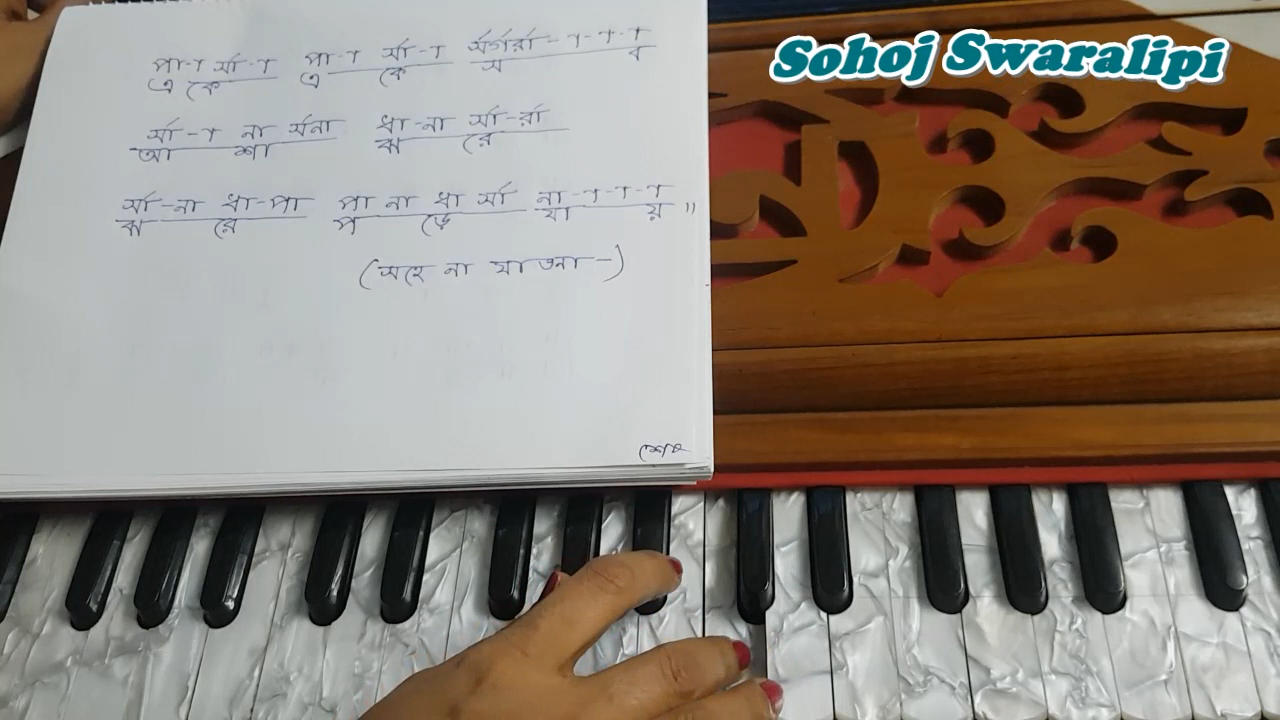 Sohoj Swaralipi
পা-া র্সা-া পা-া র্সা-া র্সর্গর্রা-া-া-া
এ কে এ কে স ব
র্সা-া না র্সনা ধা-না র্সা-র্রা
আ শা ঝ রে
র্সা-না ধা-পা পা না ধা র্সা না-া-া-া
ঝ রে প ড়ে যা য় "
(সহে না যাতনা-)
শেষ